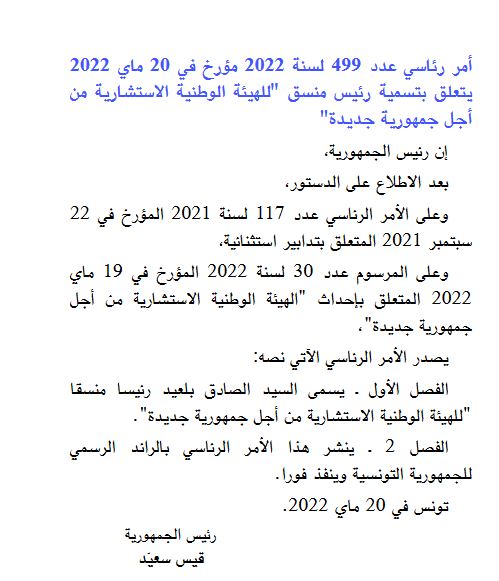 أمر رئاسي عدد 499 لسنة 2022 مؤرخ في 20 ماي 2022
يتعلق بتسمية رئيس منسق "للهيئة الوطنية الاستشارية من
أجل جمهورية جديدة"
إن رئيس الجمهورية،
بعد الاطلاع على الدستور،
وعلى الأمر الرئاسي عدد 117 لسنة 2021 المؤرخ في 22
سبتمبر 2021 المتعلق بتدابير استثنائية،
وعلى المرسوم عدد 30 لسنة 2022 المؤرخ في 19 ماي
2022 المتعلق بإحداث "الهيئة الوطنية الاستشارية من أجل
جمهورية جديدة"،
يصدر الأمر الرئاسي الآتي نصه:
الفصل الأول ـ يسمى السيد الصادق بلعيد رئيسا منسقا
"للهيئة الوطنية الاستشارية من أجل جمهورية جديدة".
الفصل 2 ـ ينشر هذا الأمر الرئاسي بالرائد الرسمي
للجمهورية التونسية وينفذ فورا.
تونس في 20 ماي 2022.
رئيس الجمهورية
قيس سعيّد